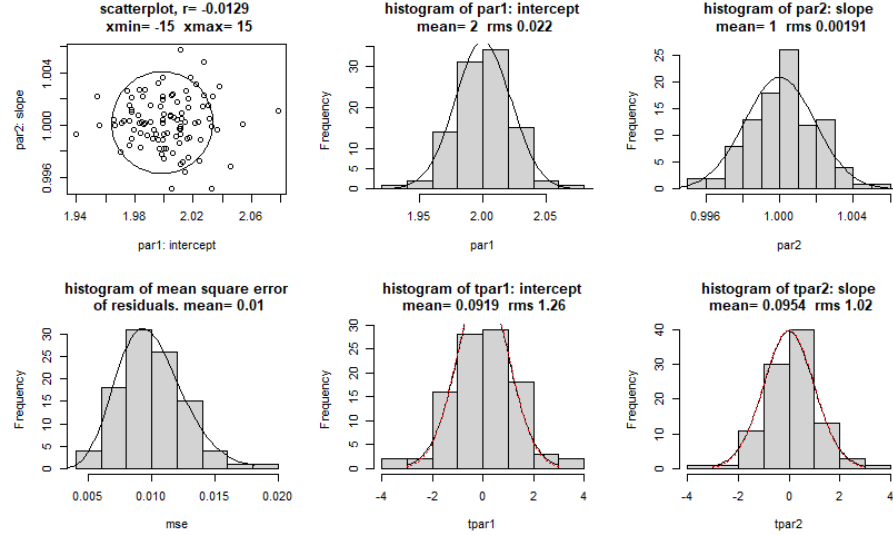 scatterplot, r= -0.0129
xmin= -15 xmax= 15
par2: slope
0.996 1.000 1.004
1.94 1.98 2.02 2.06
par1: intercept
histogram of par1: intercept
mean= 2 rms 0.022
Frequency
0 5 10 20 30
1.95 2.00 2.05
par1
histogram of par2: slope
mean= 1 rms 0.00191
Frequency
0 5 10 15 20 25
0.996 1.000 1.004
par2
histogram of mean square error
of residuals. mean= 0.01
Frequency
0 5 10 15 20 25 30
0.005 0.010 0.015 0.020
mse
histogram of tpar1: intercept
mean= 0.0919 rms 1.26
Frequency
0 5 10 15 20 25 30
-4 -2 0 2 4
tpar1
histogram of tpar2: slope
mean= 0.0954 rms 1.02
Frequency
0 10 20 30 40
-4 -2 0 2 4
tpar2